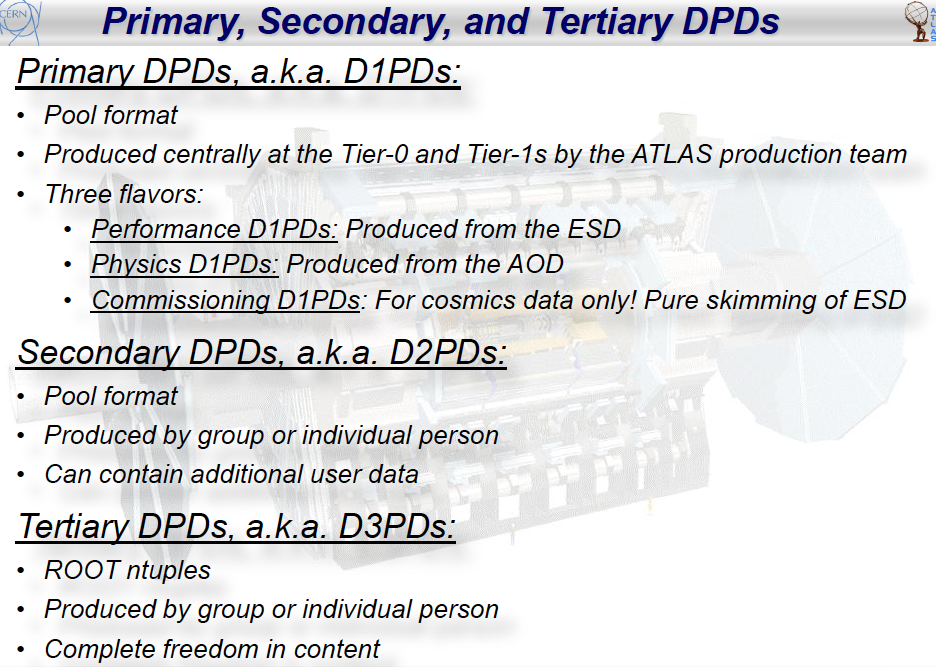 CERN
Primary, Secondary, and Tertiary DPDs
ATLAS
Primary DPDs, a.k.a. D1PDs:
• Pool format
• Produced centrally at the Tier-0 and Tier-1s by the ATLAS production team
• Three flavors:
• Performance D1PDs: Produced from the ESD
• Physics D1PDs: Produced from the AOD
• Commissioning D1PDs: For cosmics data only! Pure skimming of ESD
Secondary DPDs, a.k.a. D2PDs:
• Pool format
• Produced by group or individual person
• Can contain additional user data
Tertiary DPDs, a.k.a. D3PDs:
• ROOT ntuples
• Produced by group or individual person
• Complete freedom in content